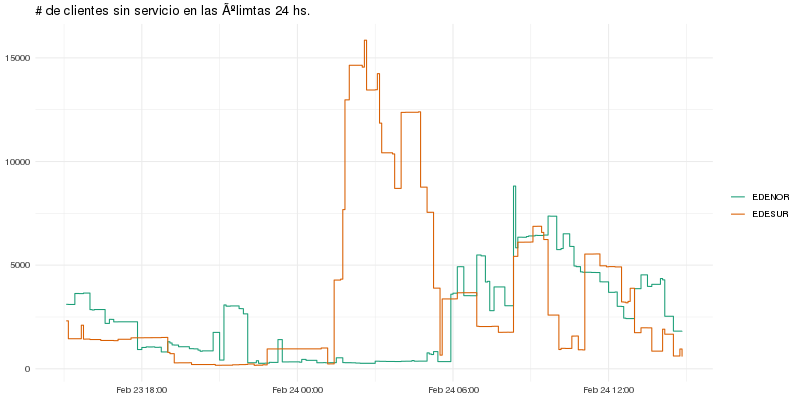 # de clientes sin servicio en las Ãºlimtas 24 hs.
15000
10000
5000
0
Feb 23 18:00
Feb 24 00:00
Feb 24 06:00
Feb 24 12:00
EDENOR
EDESUR